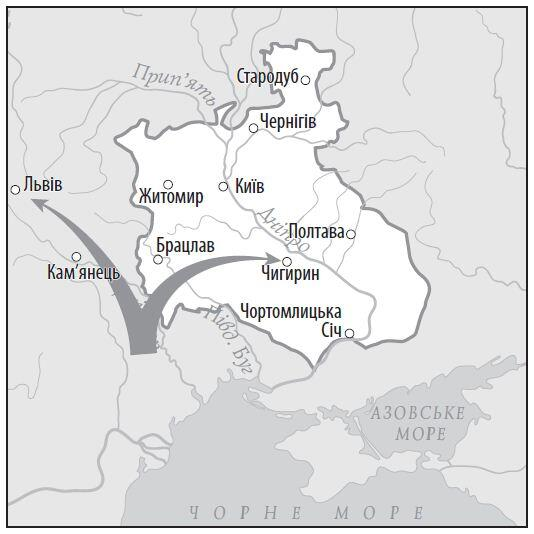 Стародуб
Прип'ять
Чернігів
Львів
Житомир
Київ
Дніпро
Полтава
Брацлав
Кам'янець
Чигирин
Чортомлицька
Січ
Півд. Буг
АЗОВСЬКЕ
МОРЕ
ЧОРНЕ МОРЕ